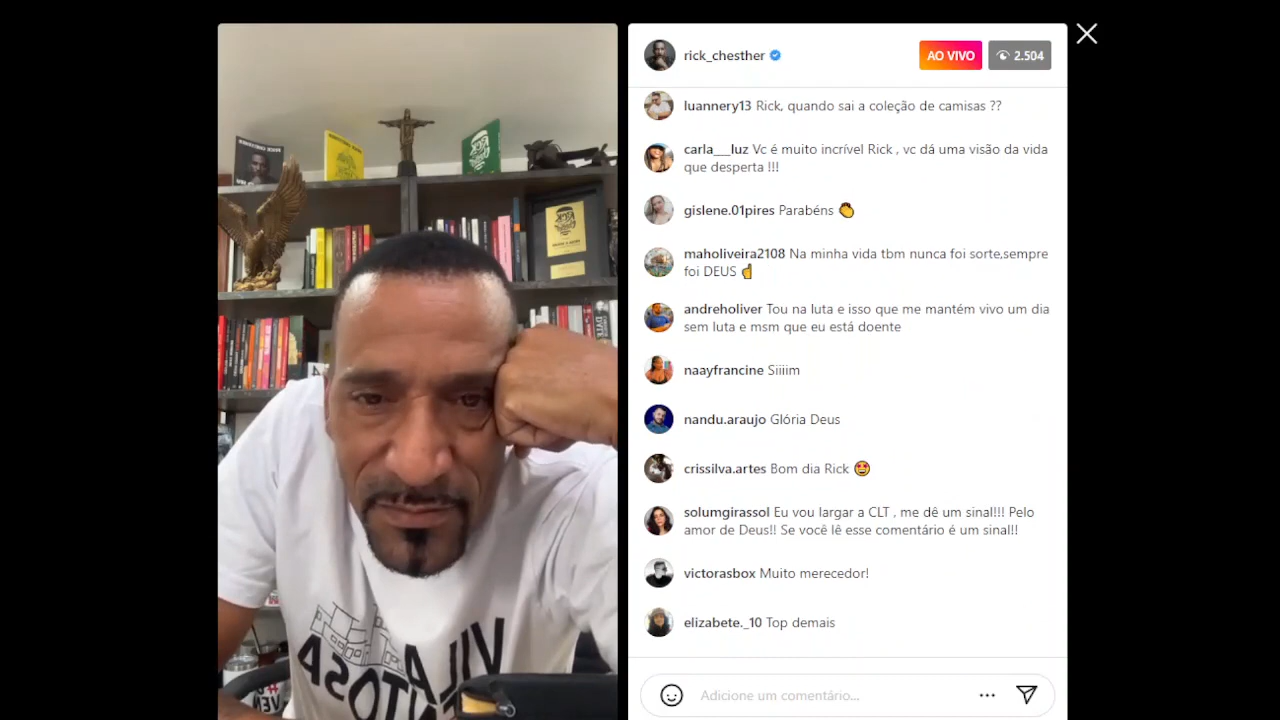 rick_chesther
AO VIVO
2.504
luannery13 Rick, quando sai a coleção de camisas ??
carla___luz Vc é muito incrível Rick , vc dá uma visão da vida
que desperta !!!
gislene.01pires Parabéns 👏
maholiveira2108 Na minha vida tbm nunca foi sorte,sempre
foi DEUS ☝
andreholiver Tou na luta e isso que me mantém vivo um dia
sem luta e msm que eu está doente
naayfrancine Siiiim
nandu.araujo Glória Deus
crissilva.artes Bom dia Rick 🤩
solumgirassol Eu vou largar a CLT , me dê um sinal!!! Pelo
amor de Deus!! Se você lê esse comentário é um sinal!!
victorasbox Muito merecedor!
elizabete._10 Top demais
Adicione um comentário...
VILA